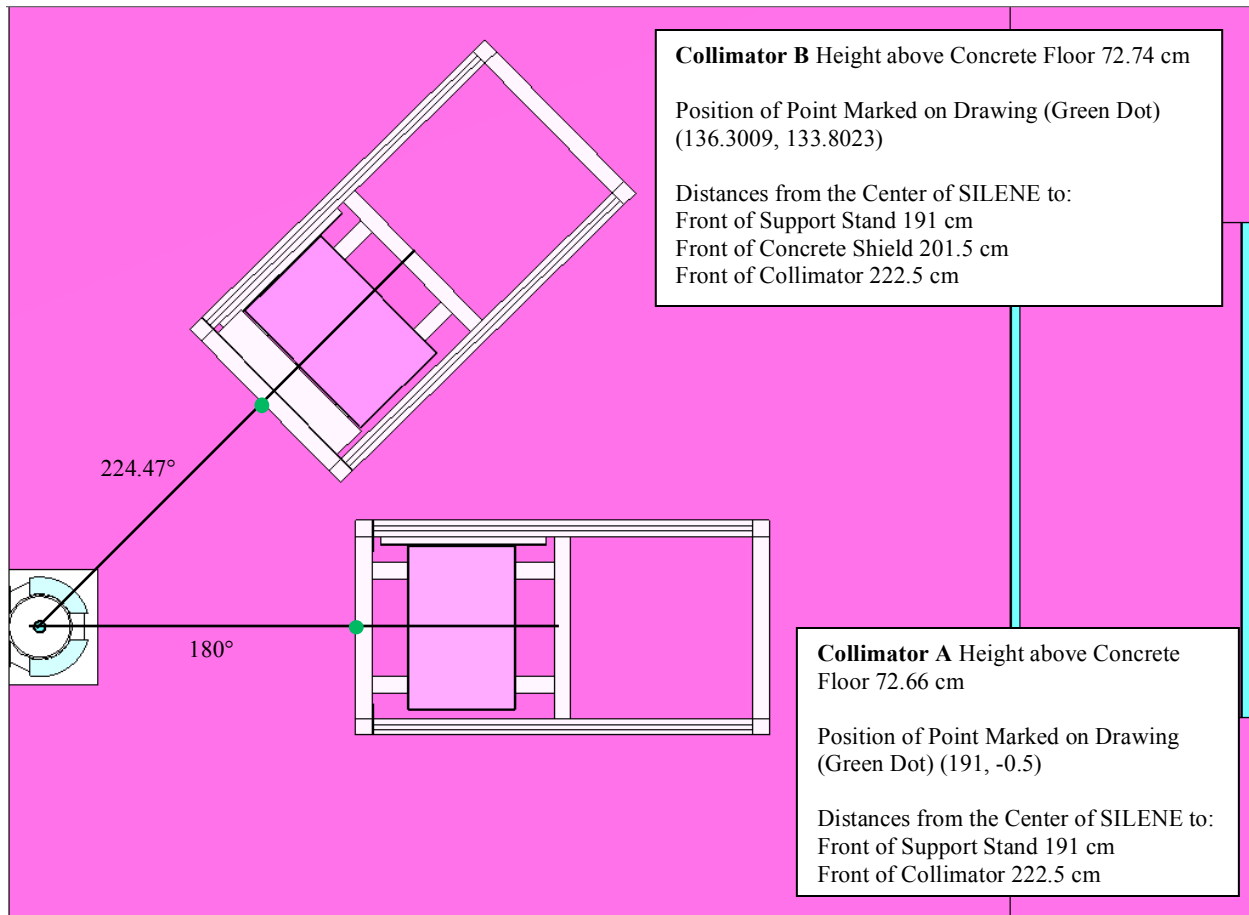 Collimator B Height above Concrete Floor 72.74 cm
Position of Point Marked on Drawing (Green Dot)
(136.3009, 133.8023)
Distances from the Center of SILENE to:
Front of Support Stand 191 cm
Front of Concrete Shield 201.5 cm
Front of Collimator 222.5 cm
224.47°
180°
Collimator A Height above Concrete
Floor 72.66 cm
Position of Point Marked on Drawing
(Green Dot) (191, -0.5)
Distances from the Center of SILENE to:
Front of Support Stand 191 cm
Front of Collimator 222.5 cm